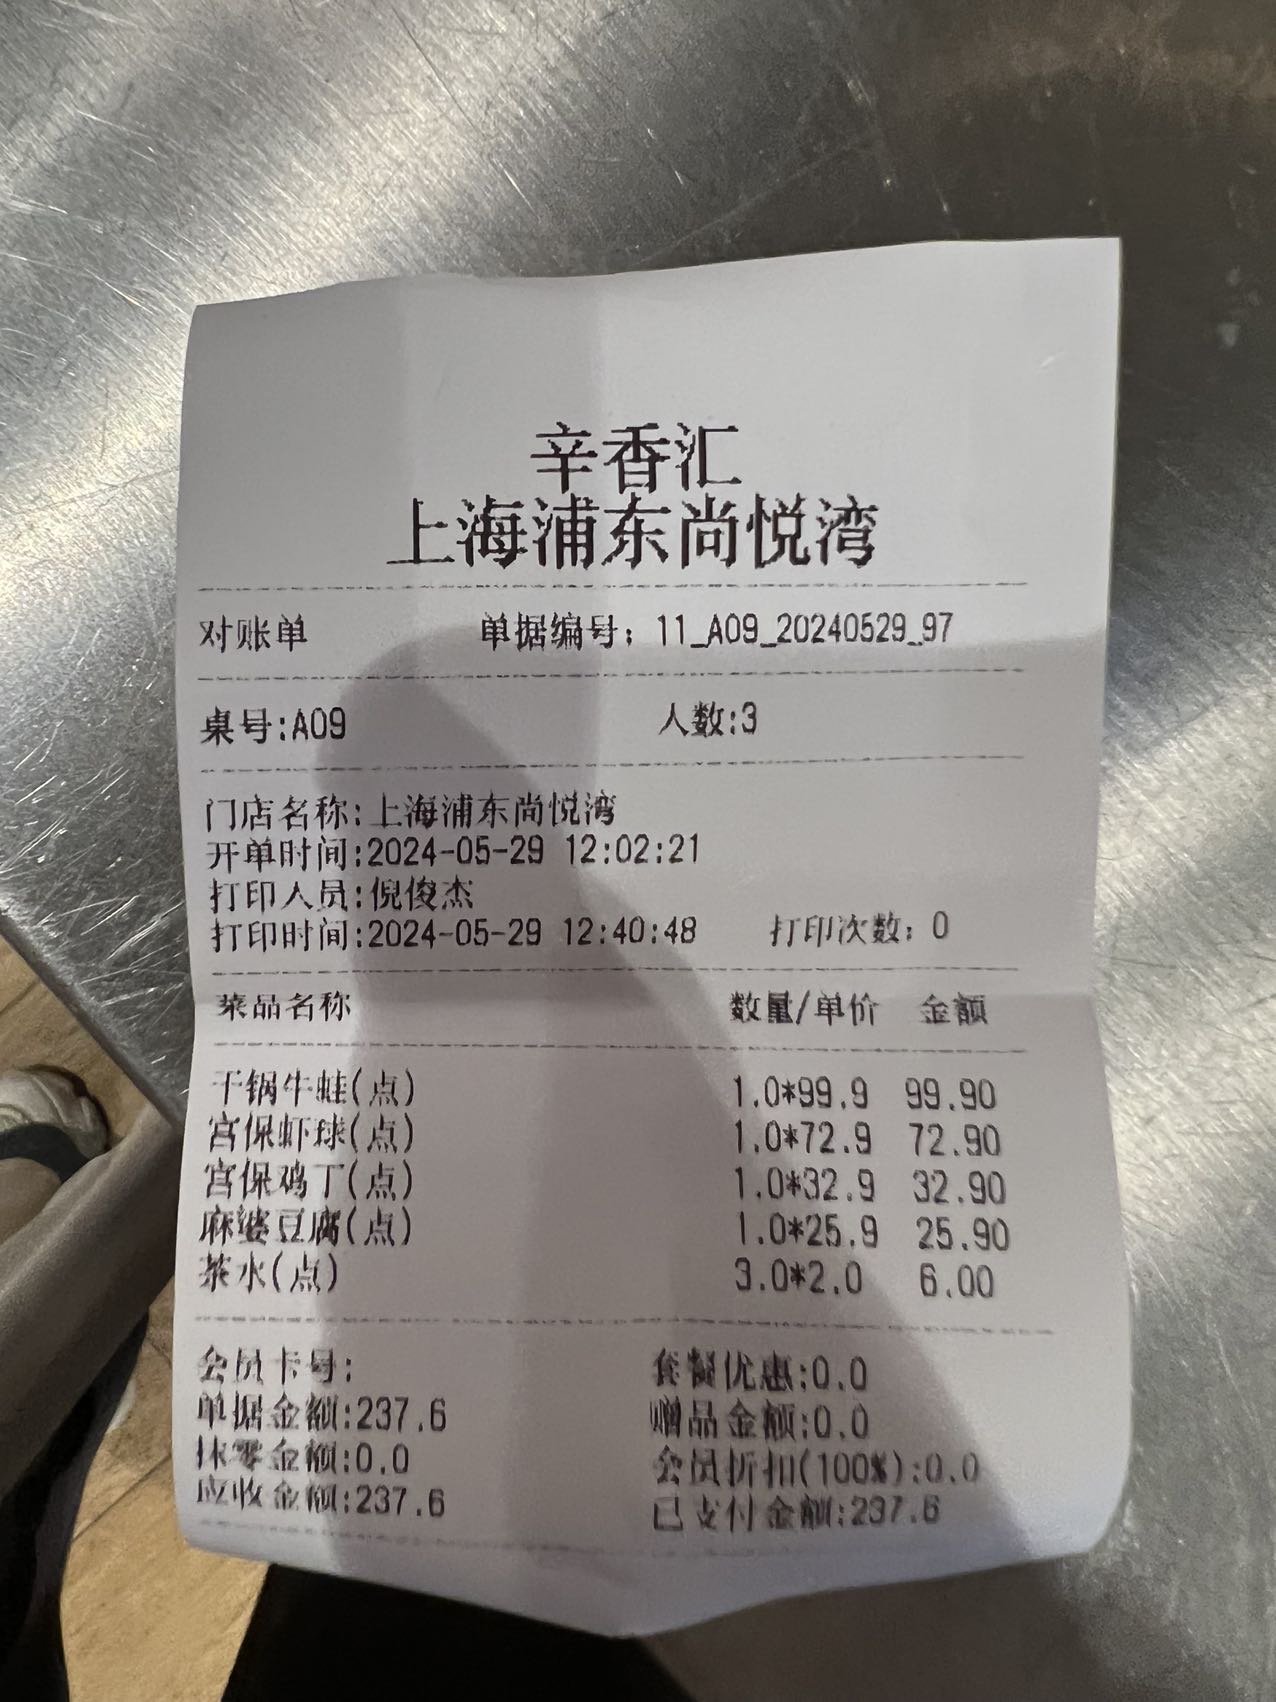 辛香汇
上海浦东尚悦湾
对账单 单据编号：11_A09_20240529_97
桌号:A09 人数:3
门店名称:上海浦东尚悦湾
开单时间:2024-05-29 12:02:21
打印人员:倪俊杰
打印时间:2024-05-29 12:40:48 打印次数：0
菜品名称 数量/单价 金额
干锅牛蛙(点) 1.0*99.9 99.90
宫保虾球(点) 1.0*72.9 72.90
宫保鸡丁(点) 1.0*32.9 32.90
麻婆豆腐(点) 1.0*25.9 25.90
茶水(点) 3.0*2.0 6.00
会员卡号: 套餐优惠:0.0
单据金额:237.6 赠品金额:0.0
抹零金额:0.0 会员折扣(100%):0.0
应收金额:237.6 已支付金额:237.6